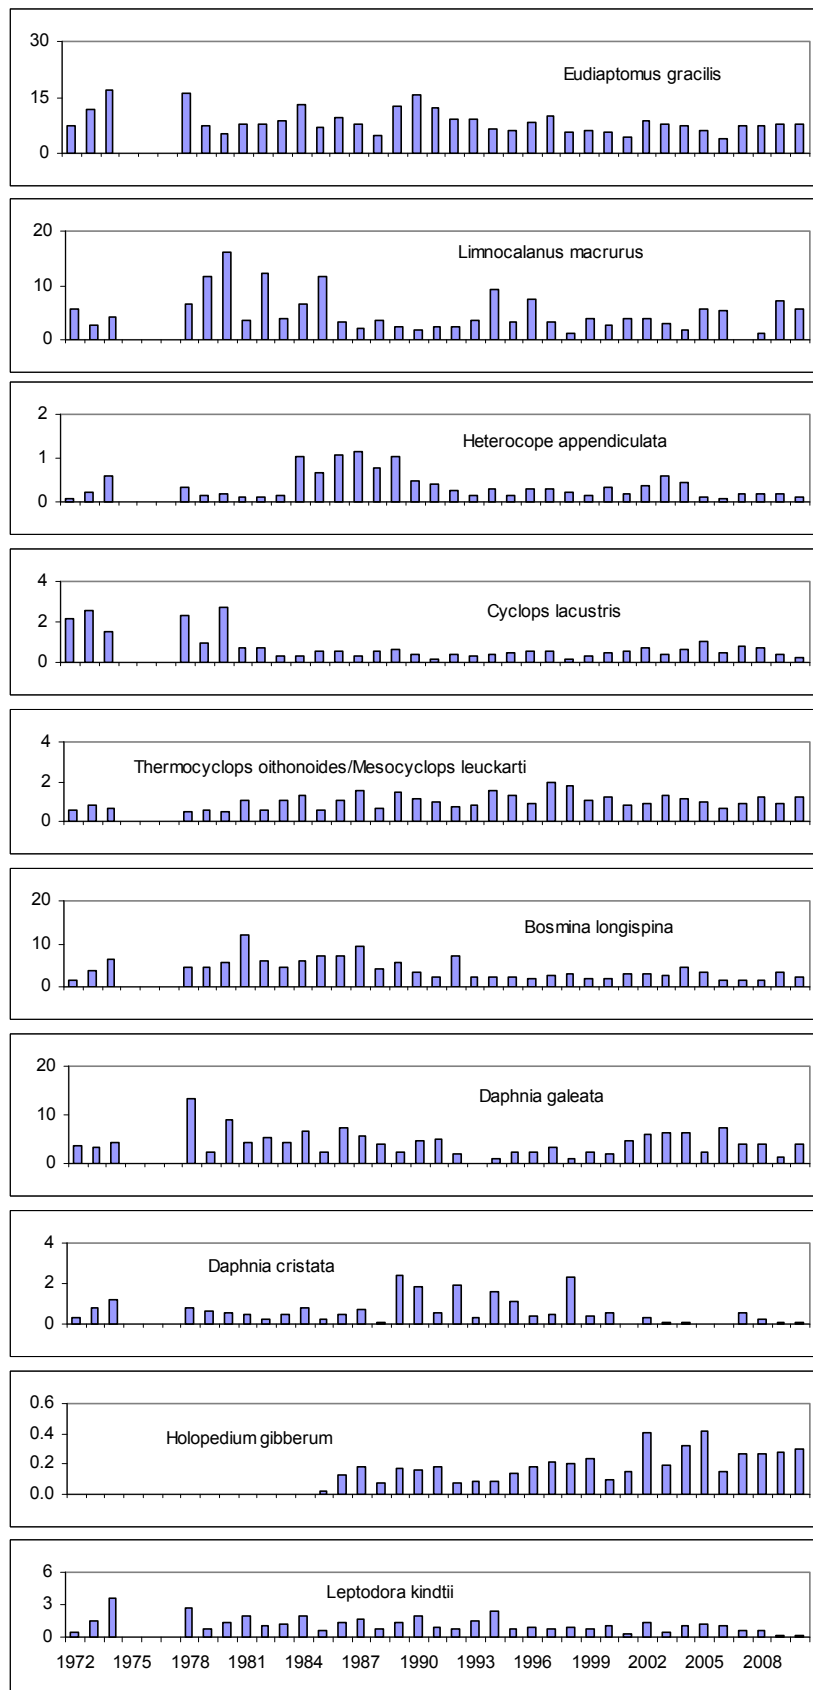 30
Eudiaptomus gracilis
15
0
20
Limnocalanus macrurus
10
0
2
Heterocope appendiculata
1
0
4
Cyclops lacustris
2
0
4
Thermocyclops oithonoides/Mesocyclops leuckarti
2
0
20
Bosmina longispina
10
0
20
Daphnia galeata
10
0
4
Daphnia cristata
2
0
0.6
0.4
Holopedium gibberum
0.2
0.0
6
Leptodora kindtii
3
0
1972 1975 1978 1981 1984 1987 1990 1993 1996 1999 2002 2005 2008